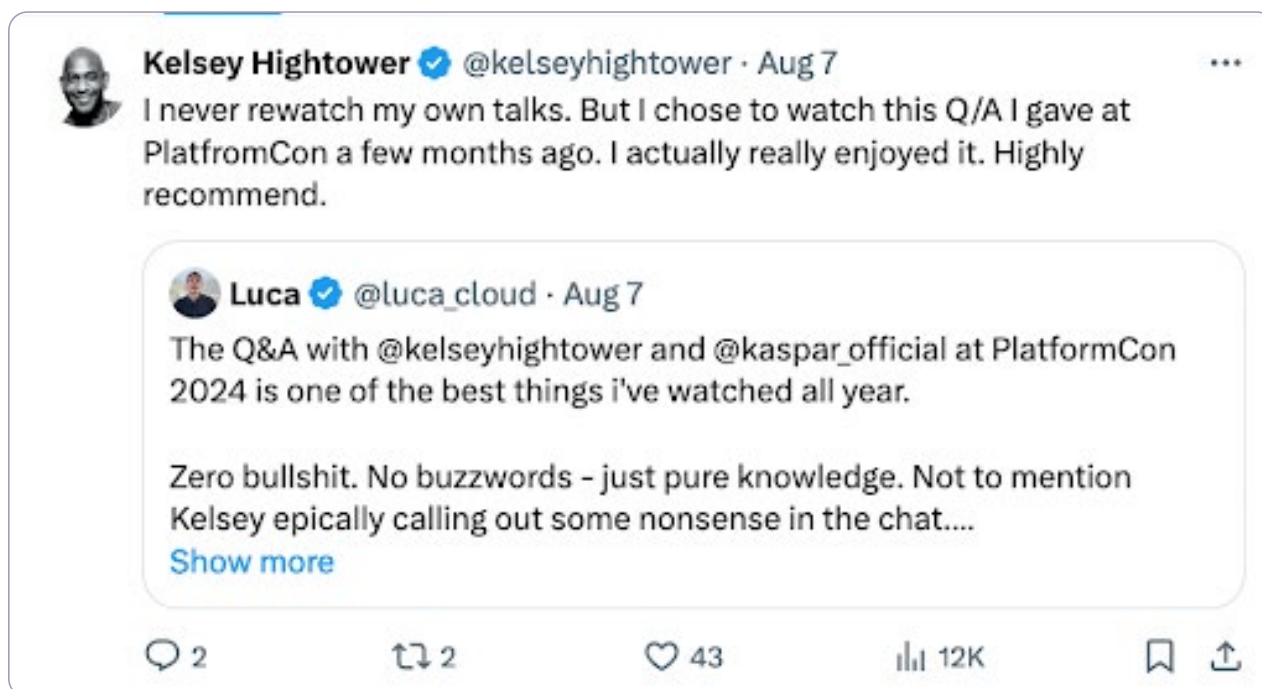 Kelsey Hightower @kelseyhightower · Aug 7
I never rewatch my own talks. But I chose to watch this Q/A I gave at
PlatfromCon a few months ago. I actually really enjoyed it. Highly
recommend.
Luca @luca_cloud · Aug 7
The Q&A with @kelseyhightower and @kaspar_official at PlatformCon
2024 is one of the best things i've watched all year.
Zero bullshit. No buzzwords - just pure knowledge. Not to mention
Kelsey epically calling out some nonsense in the chat....
Show more
2 2 43 12K